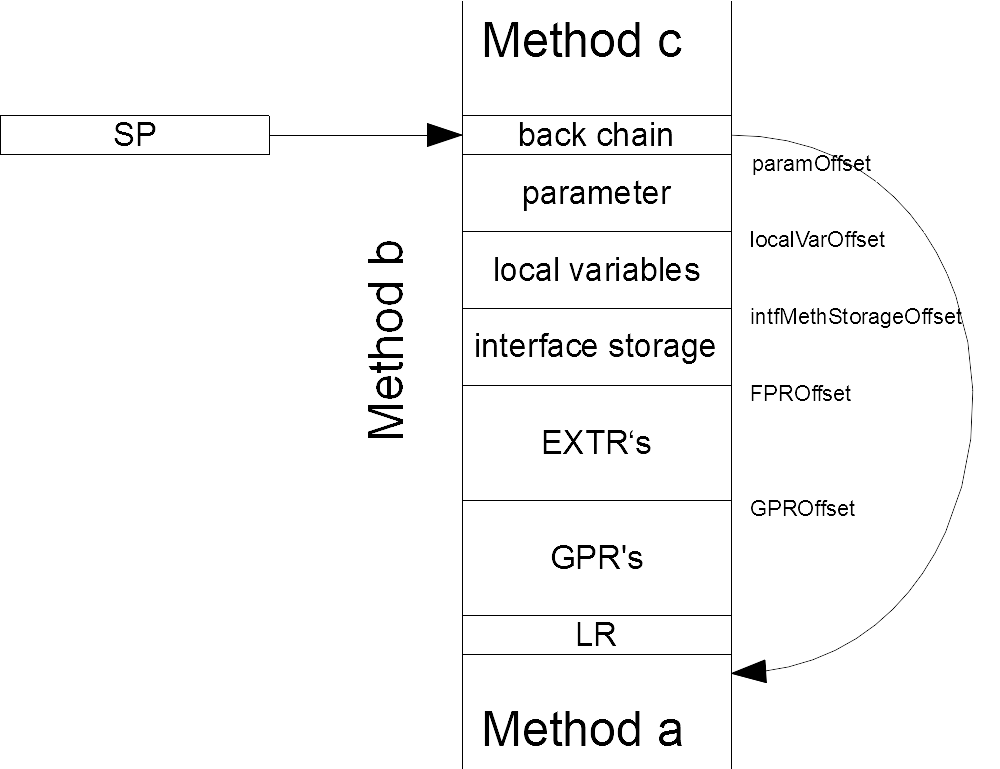 Method c
SP
back chain
paramOffset
parameter
localVarOffset
local variables
intfMethStorageOffset
interface storage
Method b
FPROffset
EXTR‘s
GPROffset
GPR's
LR
Method a